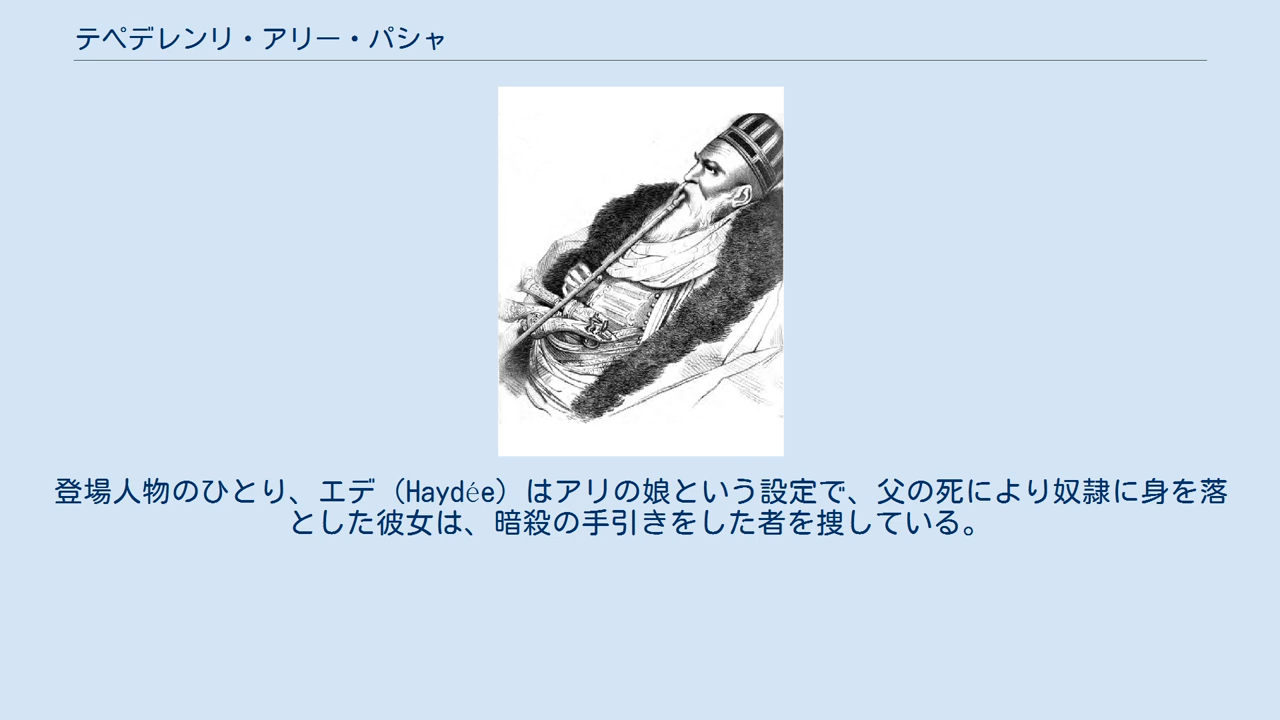 テペデレンリ・アリー・パシャ
登場人物のひとり、エデ（Haydée）はアリの娘という設定で、父の死により奴隷に身を落
とした彼女は、暗殺の手引きをした者を捜している。